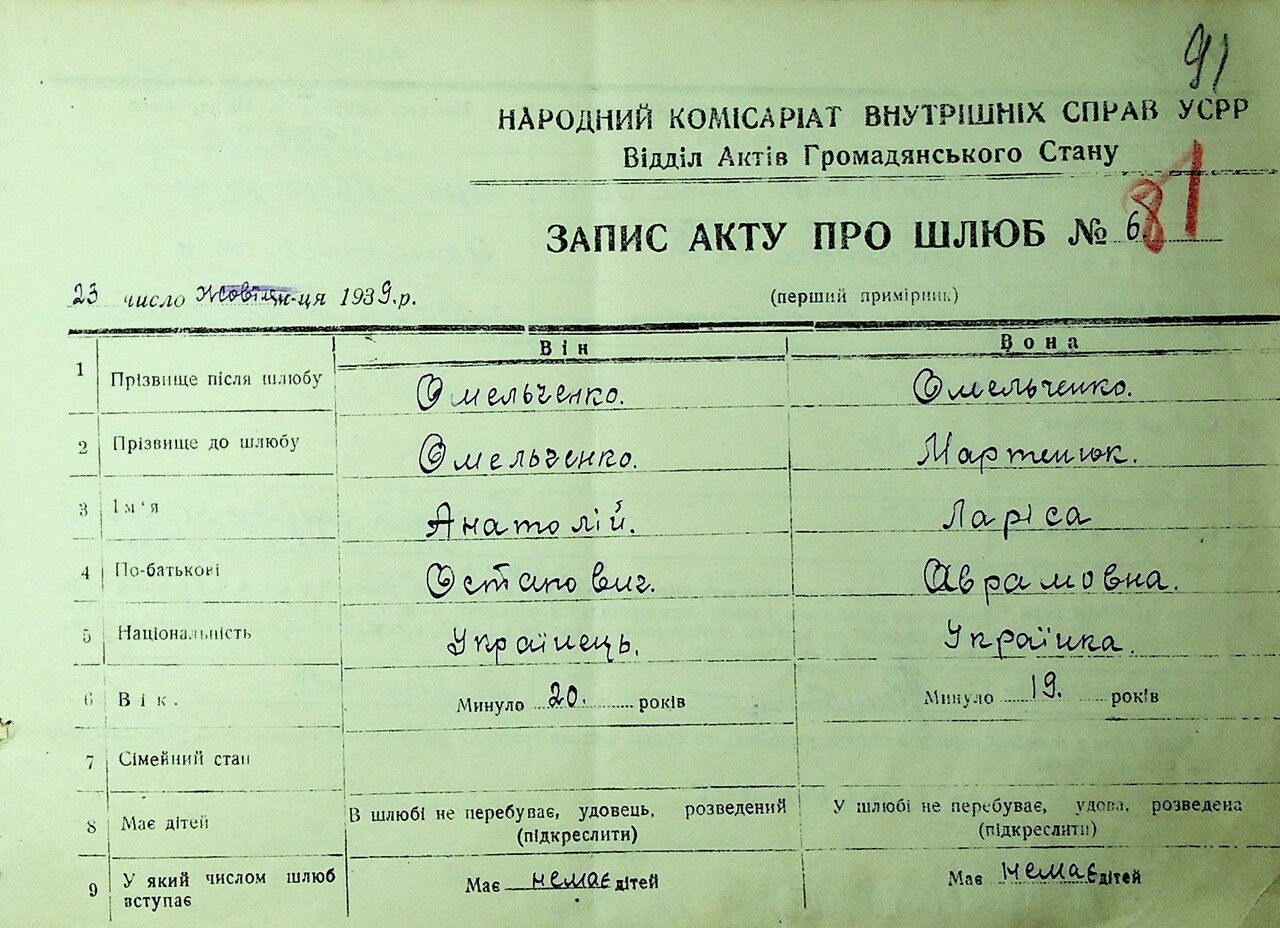 91
НАРОДНИЙ КОМІСАРІАТ ВНУТРІШНІХ СПРАВ УСРР
Відділ Актів Громадянського Стану
ЗАПИС АКТУ ПРО ШЛЮБ № 6. 81
23 число жовтн-ця 1939.р. (перший примірник)
Він Вона
1 Прізвище після шлюбу Омельченко. Омельченко.
2 Прізвище до шлюбу Омельченко. Мартенюк.
3 Ім'я Анатолій. Ларіса
4 По-батькові Остапович. Аврамовна.
5 Національність Українець. Українка.
6 Вік. Минуло 20. років Минуло 19. років
7 Сімейний стан
8 Має дітей В шлюбі не перебуває, удовець, розведений У шлюбі не перебуває, удова, розведена
(підкреслити) (підкреслити)
9 У який числом шлюб Має немає дітей Має немає дітей
вступає